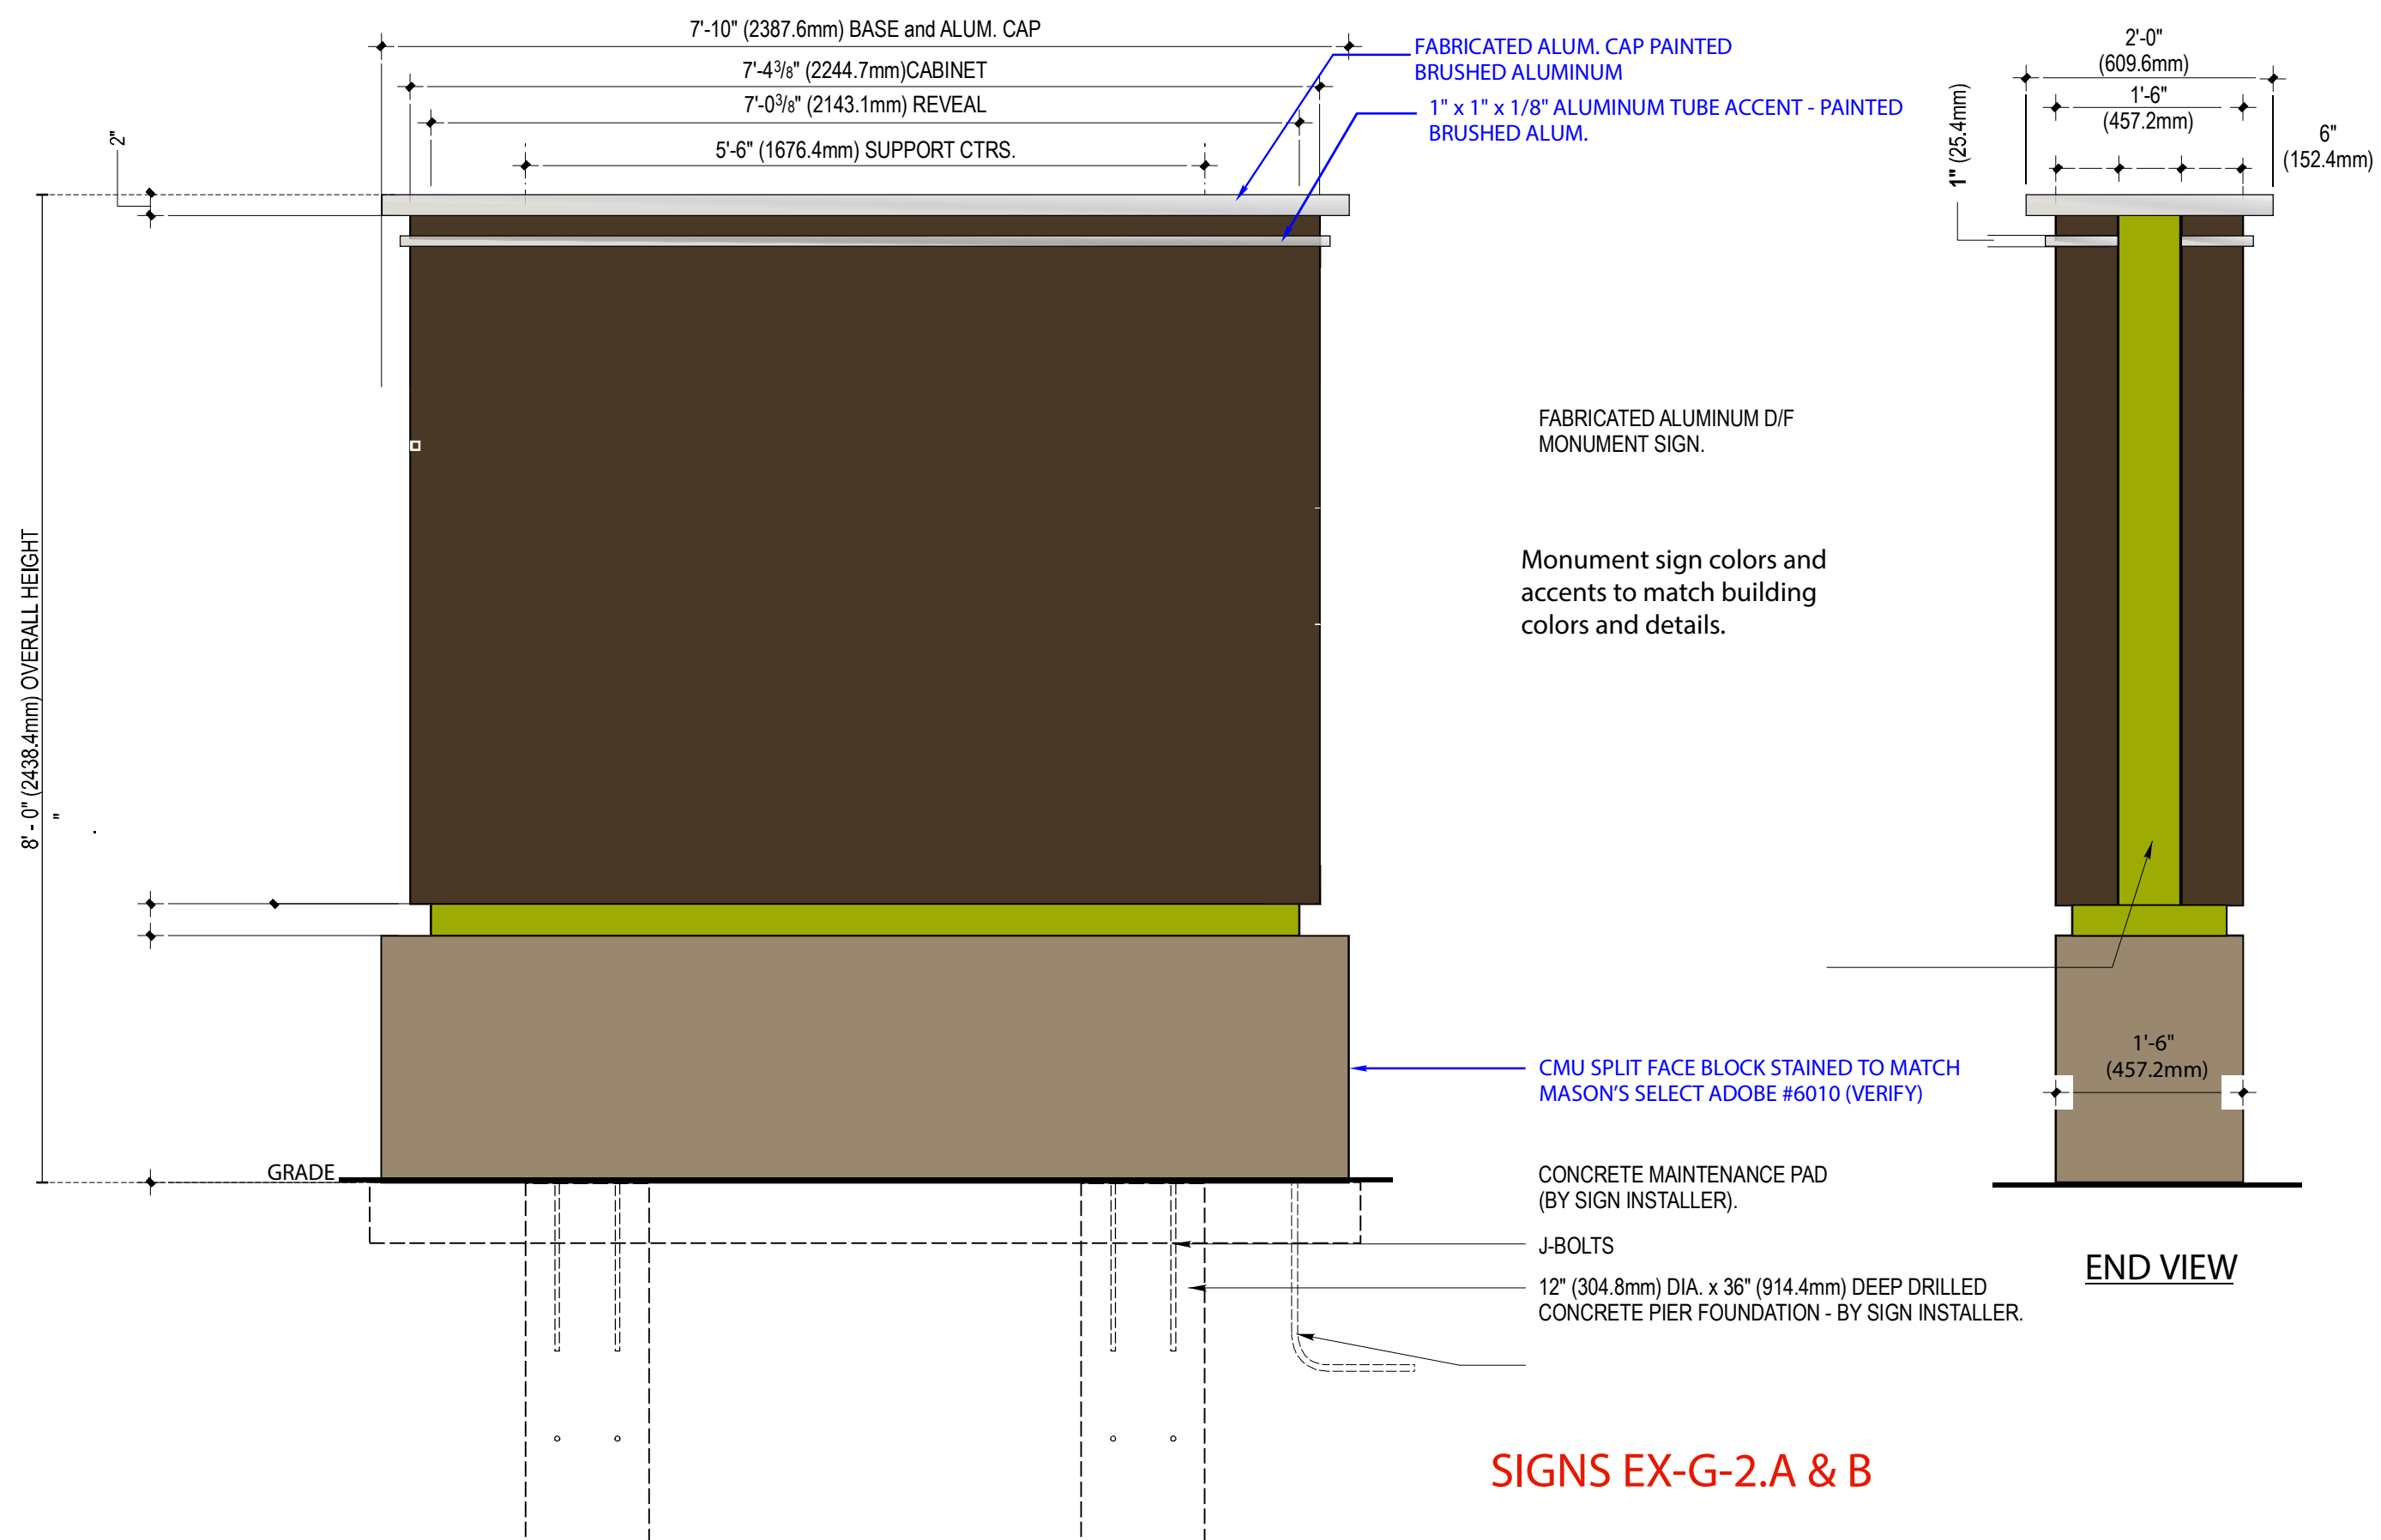 7'-10" (2387.6mm) BASE and ALUM. CAP
7'-43/8" (2244.7mm)CABINET
7'-03/8" (2143.1mm) REVEAL
5'-6" (1676.4mm) SUPPORT CTRS.
2"
8'- 0" (2438.4mm) OVERALL HEIGHT
"
.
GRADE
FABRICATED ALUM. CAP PAINTED
BRUSHED ALUMINUM
1" x 1" x 1/8" ALUMINUM TUBE ACCENT - PAINTED
BRUSHED ALUM.
FABRICATED ALUMINUM D/F
MONUMENT SIGN.
Monument sign colors and
accents to match building
colors and details.
CMU SPLIT FACE BLOCK STAINED TO MATCH
MASON'S SELECT ADOBE #6010 (VERIFY)
CONCRETE MAINTENANCE PAD
(BY SIGN INSTALLER).
J-BOLTS
12" (304.8mm) DIA. x 36" (914.4mm) DEEP DRILLED
CONCRETE PIER FOUNDATION - BY SIGN INSTALLER.
SIGNS EX-G-2.A & B
2'-0"
(609.6mm)
1'-6"
(457.2mm)
6"
(152.4mm)
1" (25.4mm)
1'-6"
(457.2mm)
END VIEW